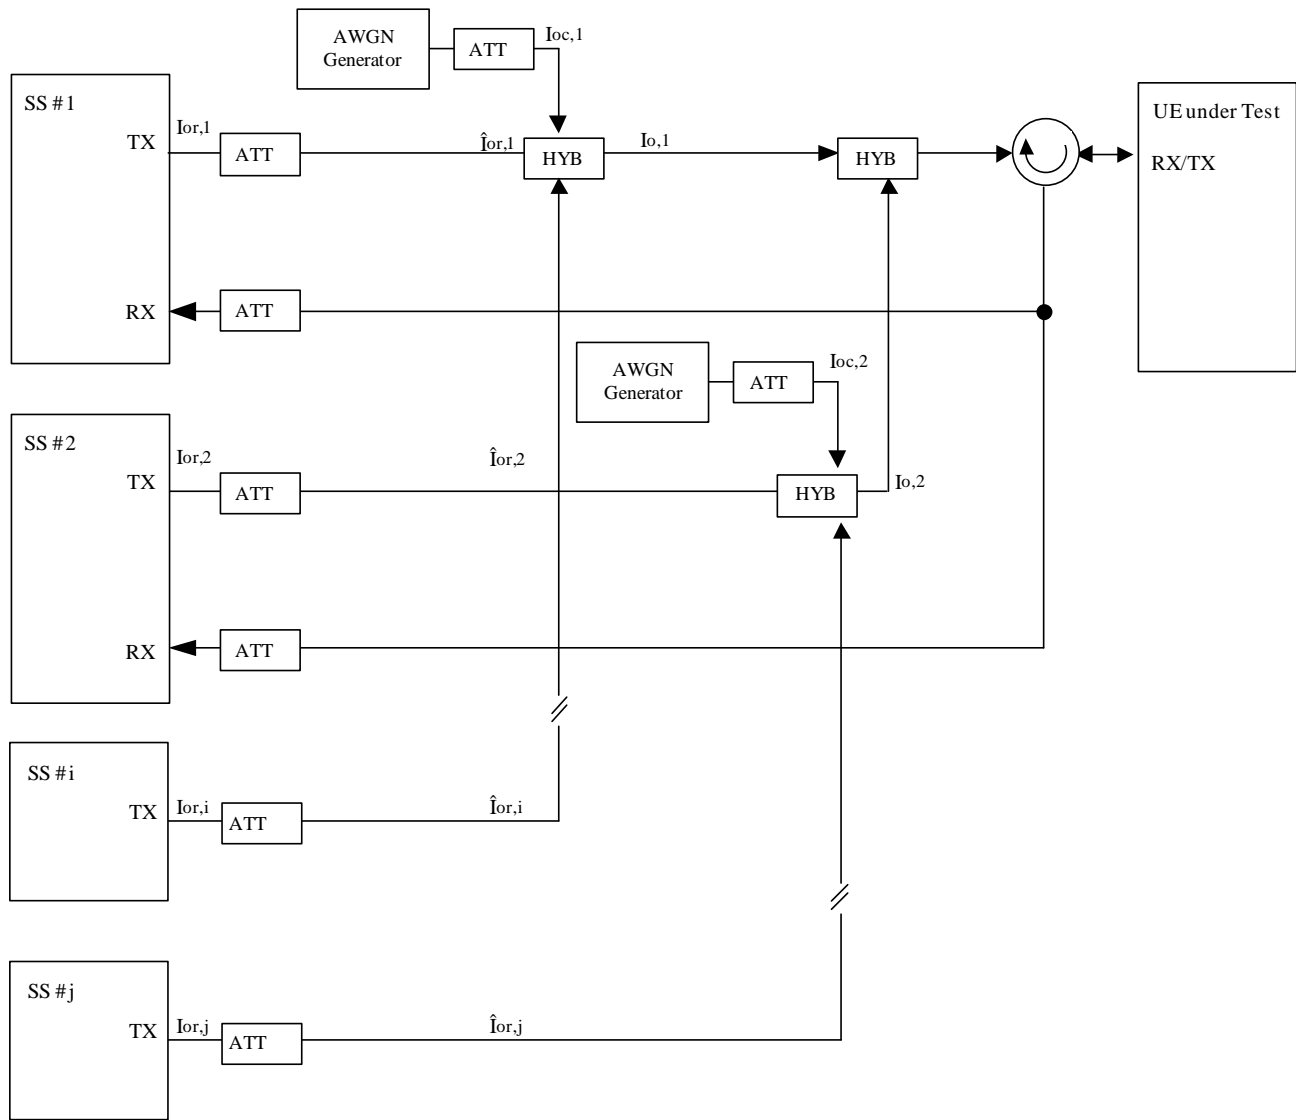 AWGN
Generator
ATT
Ioc,1
SS #1
TX
Ior,1
ATT
Îor,1
HYB
Io,1
HYB
UE under Test
RX/TX
RX
ATT
AWGN
Generator
ATT
Ioc,2
SS #2
TX
Ior,2
ATT
Îor,2
HYB
Io,2
RX
ATT
SS #i
TX
Ior,i
ATT
Îor,i
SS #j
TX
Ior,j
ATT
Îor,j